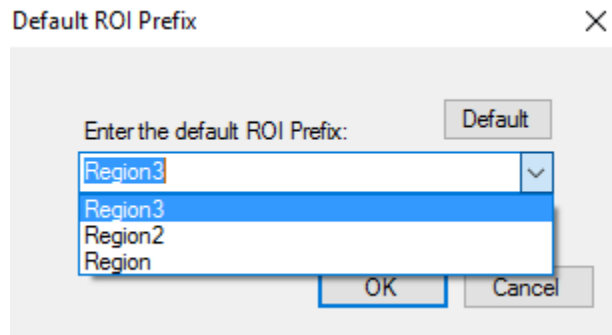 Default ROI Prefix
Default
Enter the default ROI Prefix:
Region3
Region3
Region2
Region
OK
Cancel